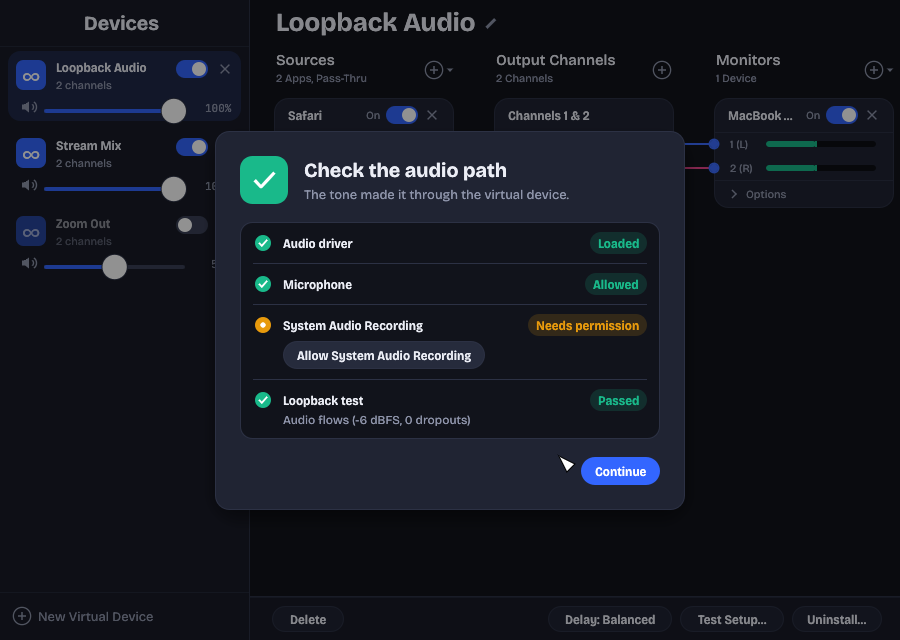 Devices
Loopback Audio
2 channels
100%
Stream Mix
2 channels
Zoom Out
2 channels
New Virtual Device
Loopback Audio
Sources
2 Apps, Pass-Thru
Output Channels
2 Channels
Monitors
1 Device
Safari
On
Channels 1 & 2
MacBook ...
On
1 (L)
2 (R)
Options
Check the audio path
The tone made it through the virtual device.
Audio driver
Loaded
Microphone
Allowed
System Audio Recording
Needs permission
Allow System Audio Recording
Loopback test
Passed
Audio flows (-6 dBFS, 0 dropouts)
Continue
Delete
Delay: Balanced
Test Setup...
Uninstall...